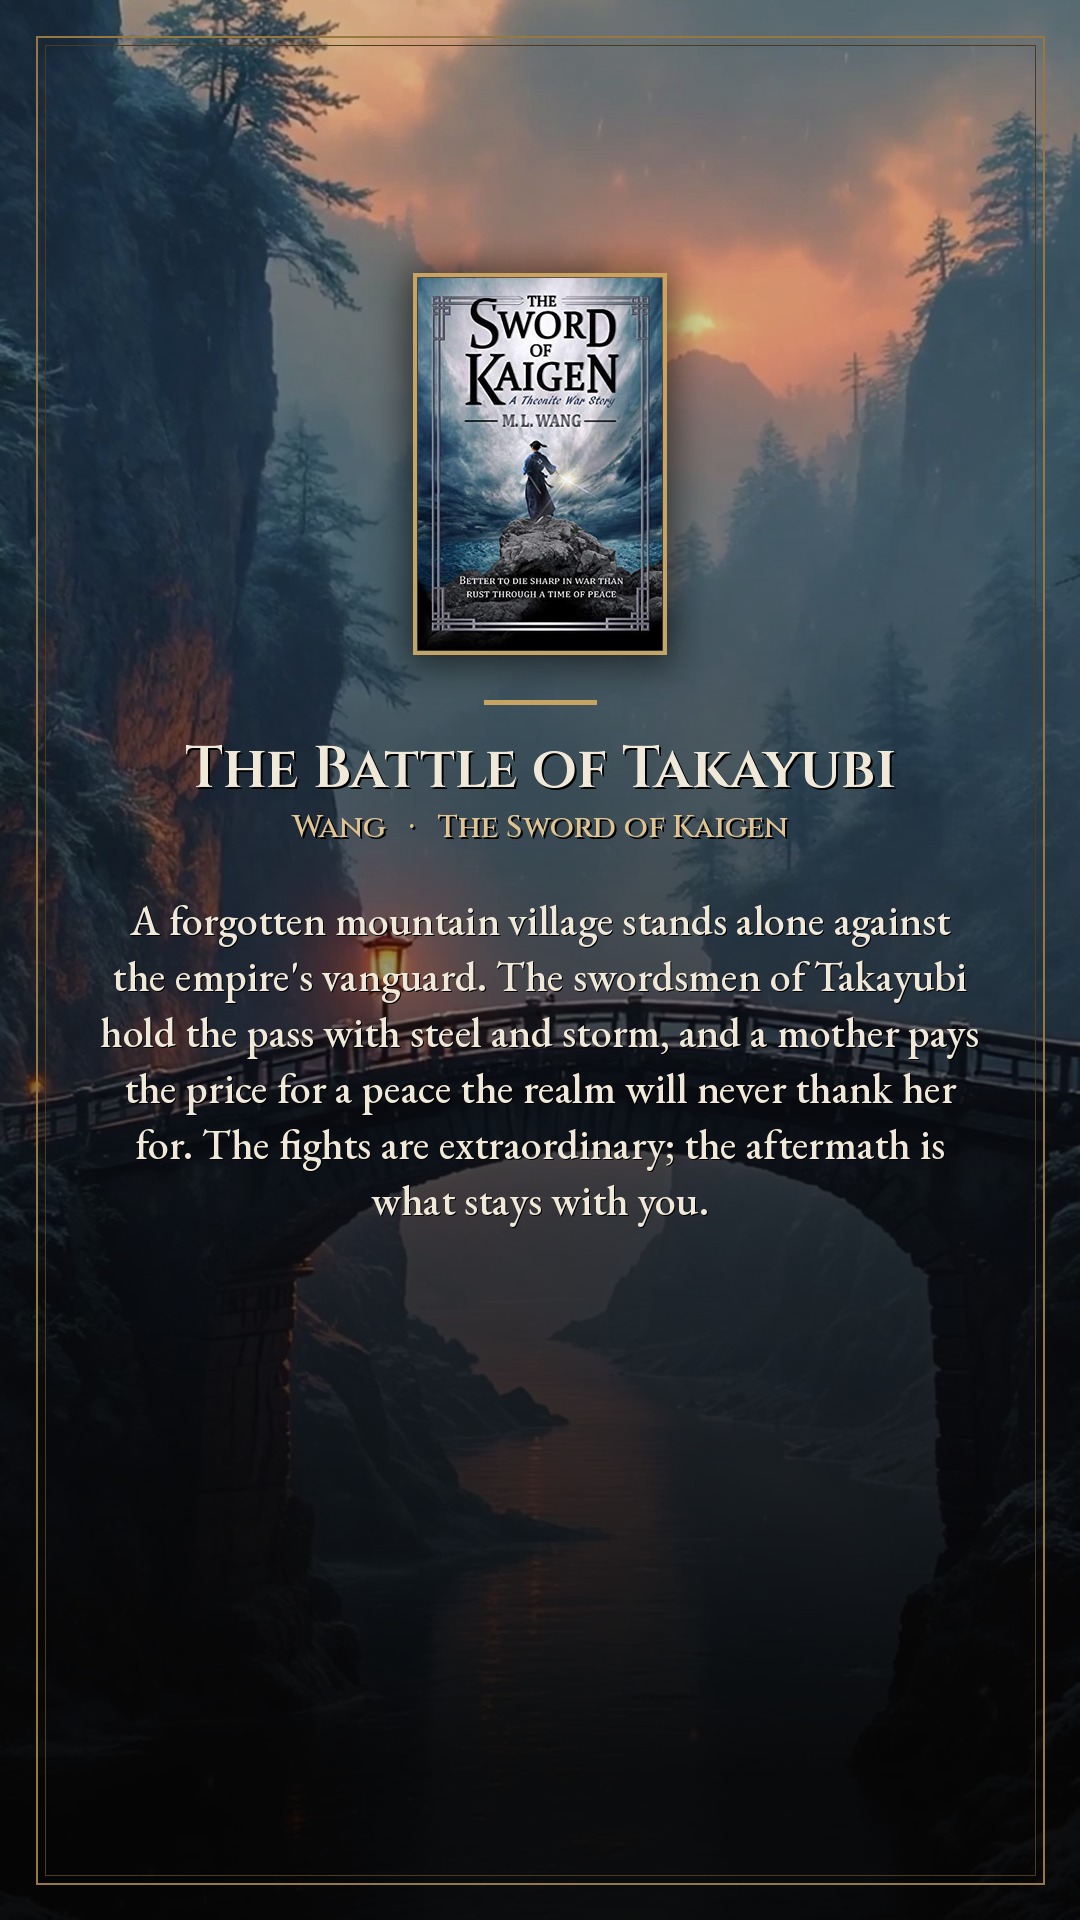 THE
SWORD
OF
KAIGEN
A Theonite War Story
M. L. WANG
BETTER TO DIE SHARP IN WAR THAN
RUST THROUGH A TIME OF PEACE
THE BATTLE OF TAKAYUBI
WANG · THE SWORD OF KAIGEN
A forgotten mountain village stands alone against
the empire's vanguard. The swordsmen of Takayubi
hold the pass with steel and storm, and a mother pays
the price for a peace the realm will never thank her
for. The fights are extraordinary; the aftermath is
what stays with you.